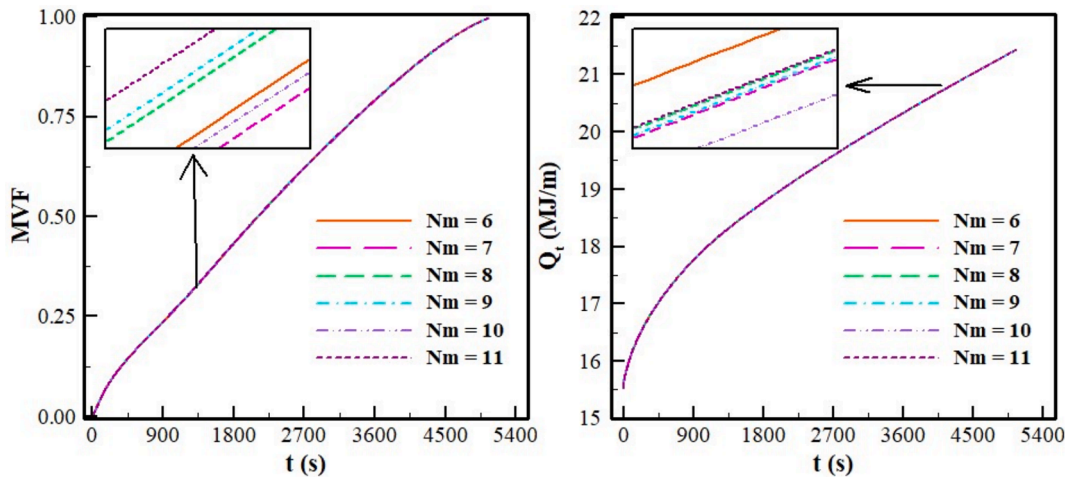 1.00
0.75
0.50
0.25
0.00
MVF
Nm = 6
Nm = 7
Nm = 8
Nm = 9
Nm = 10
Nm = 11
0 900 1800 2700 3600 4500 5400
t (s)
22
21
20
19
18
17
16
15
Qt (MJ/m)
Nm = 6
Nm = 7
Nm = 8
Nm = 9
Nm = 10
Nm = 11
0 900 1800 2700 3600 4500 5400
t (s)